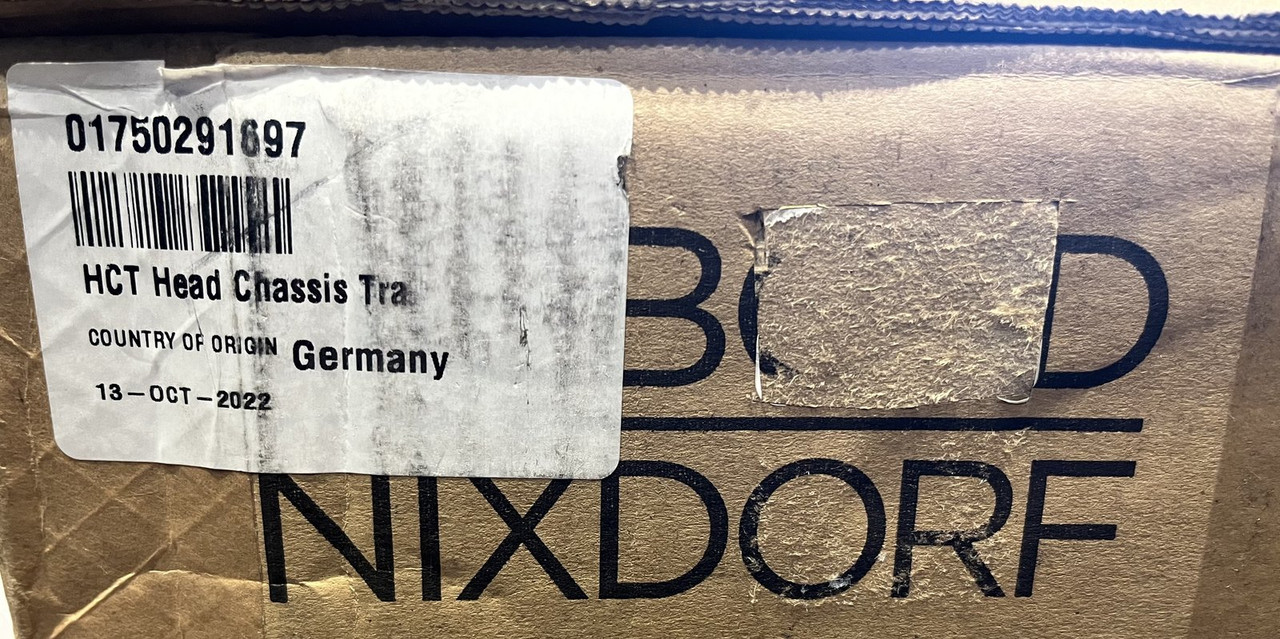 01750291697
HCT Head Chassis Tra
COUNTRY OF ORIGIN Germany
13-OCT-2022
NIXDORF